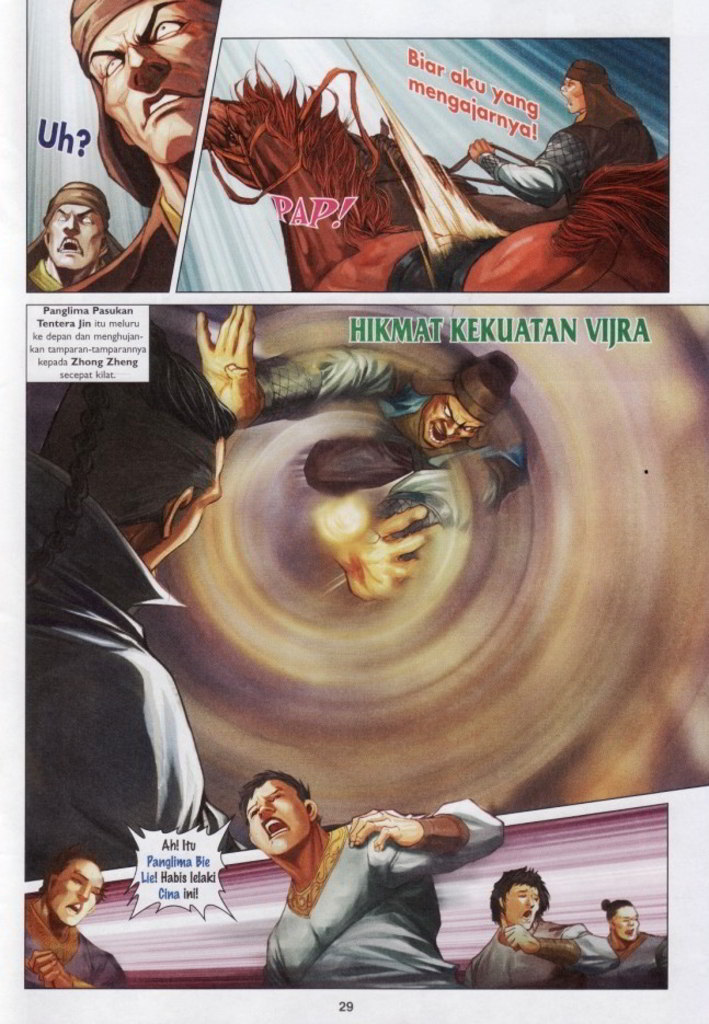 Uh?
Biar aku yang
mengajarnya!
PAP!
Panglima Pasukan
Tentera Jin itu meluru
ke depan dan menghujan-
kan tamparan-tamparannya
kepada Zhong Zheng
secepat kilat.
HIKMAT KEKUATAN VIJRA
Ah! Itu
Panglima Bie
Lie! Habis lelaki
Cina ini!
29